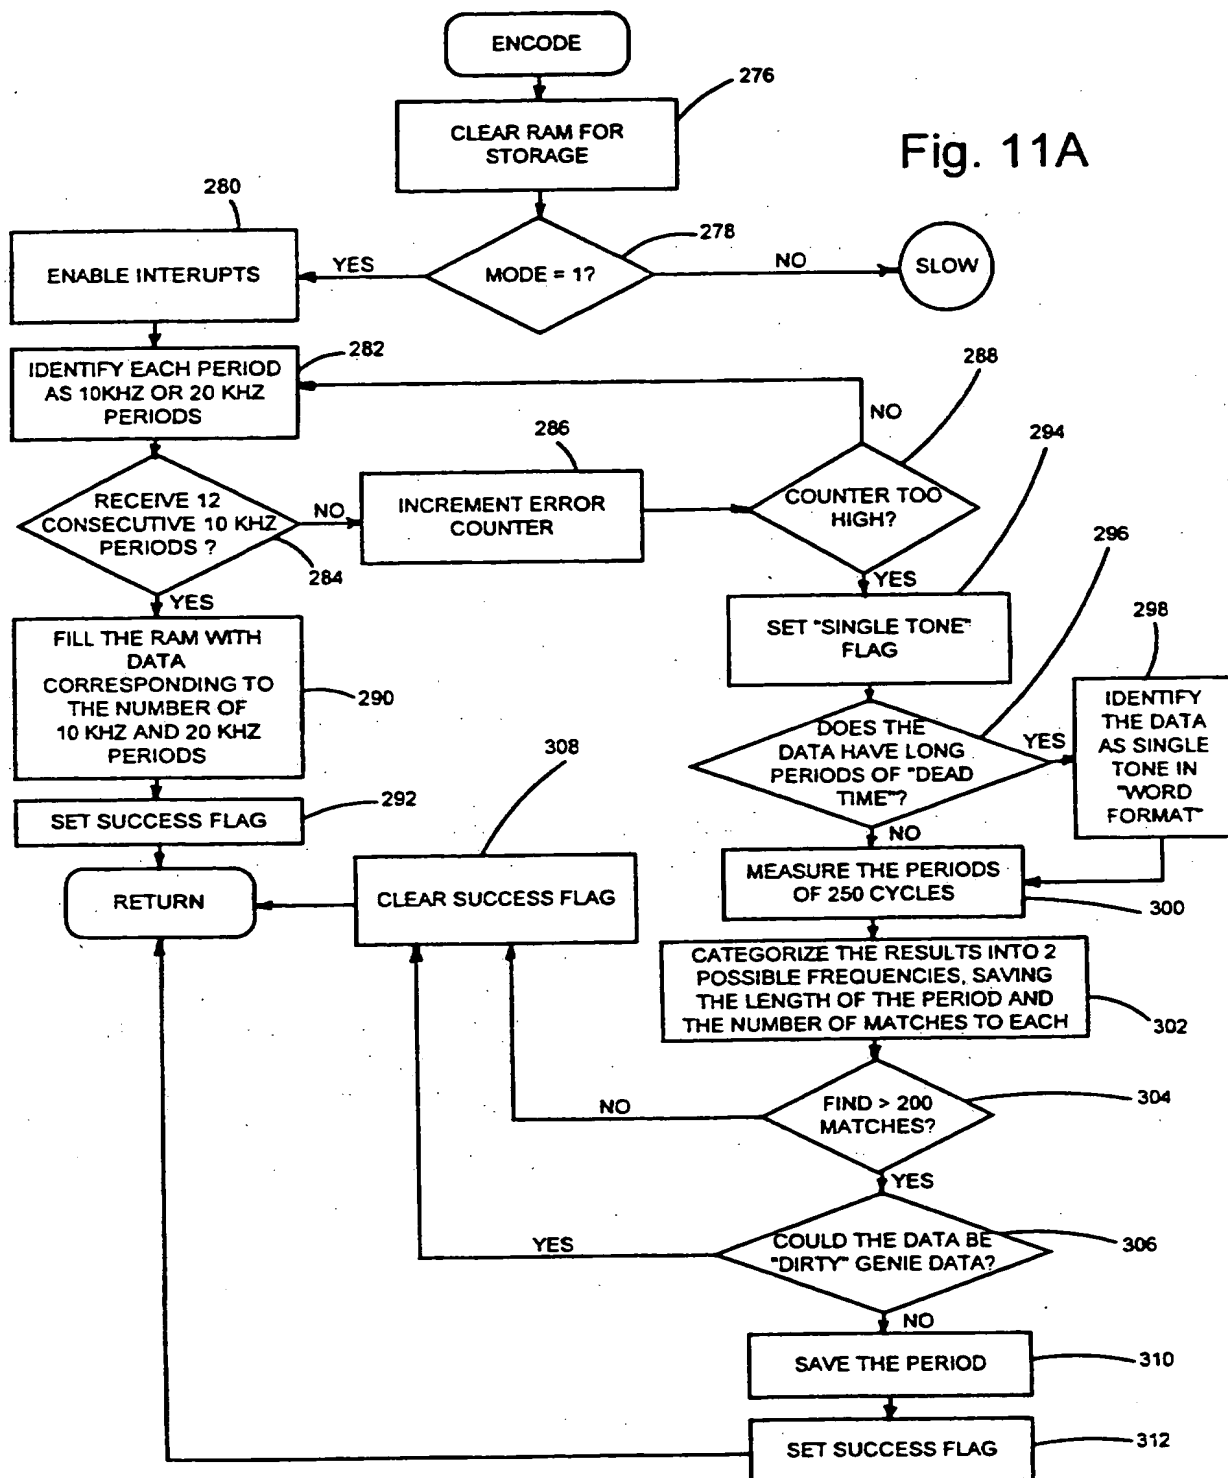 ENCODE
276
CLEAR RAM FOR
STORAGE
Fig. 11A
280
278
ENABLE INTERUPTS
YES
MODE = 1?
NO
SLOW
282
IDENTIFY EACH PERIOD
AS 10KHZ OR 20 KHZ
PERIODS
288
NO
286
294
RECEIVE 12
CONSECUTIVE 10 KHZ
PERIODS ?
NO
INCREMENT ERROR
COUNTER
COUNTER TOO
HIGH?
284
296
YES
YES
FILL THE RAM WITH
DATA
CORRESPONDING TO
THE NUMBER OF
10 KHZ AND 20 KHZ
PERIODS
290
SET "SINGLE TONE"
FLAG
298
IDENTIFY
THE DATA
AS SINGLE
TONE IN
"WORD
FORMAT"
DOES THE
DATA HAVE LONG
PERIODS OF "DEAD
TIME"?
YES
308
292
SET SUCCESS FLAG
NO
RETURN
CLEAR SUCCESS FLAG
MEASURE THE PERIODS
OF 250 CYCLES
300
CATEGORIZE THE RESULTS INTO 2
POSSIBLE FREQUENCIES, SAVING
THE LENGTH OF THE PERIOD AND
THE NUMBER OF MATCHES TO EACH
302
NO
FIND > 200
MATCHES?
304
YES
YES
COULD THE DATA BE
"DIRTY" GENIE DATA?
306
NO
SAVE THE PERIOD
310
SET SUCCESS FLAG
312